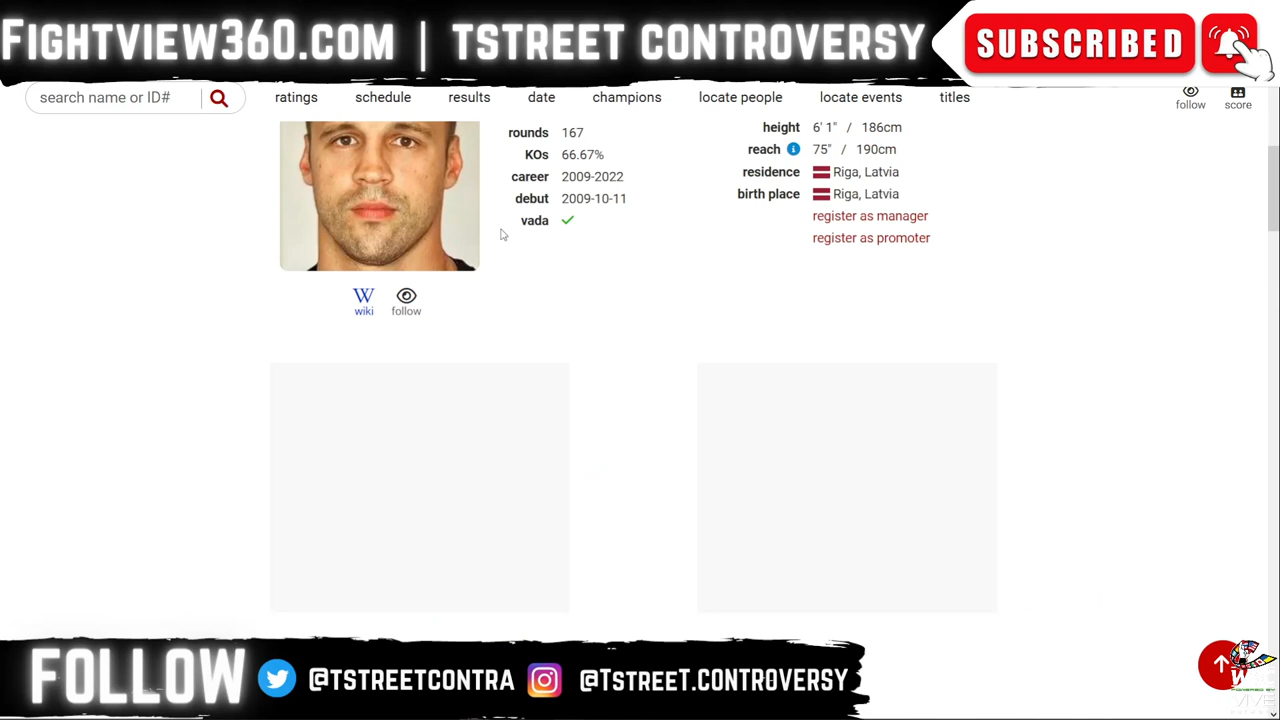 FIGHTVIEW360.COM | TSTREET CONTROVERSY
SUBSCRIBED
search name or ID#
ratings
schedule
results
date
champions
locate people
locate events
titles
follow
score
rounds 167
KOs 66.67%
career 2009-2022
debut 2009-10-11
vada
height 6' 1" / 186cm
reach i 75" / 190cm
residence Riga, Latvia
birth place Riga, Latvia
register as manager
register as promoter
W
wiki
follow
FOLLOW @TSTREETCONTRA @TSTREET.CONTROVERSY
W
POWERED BY